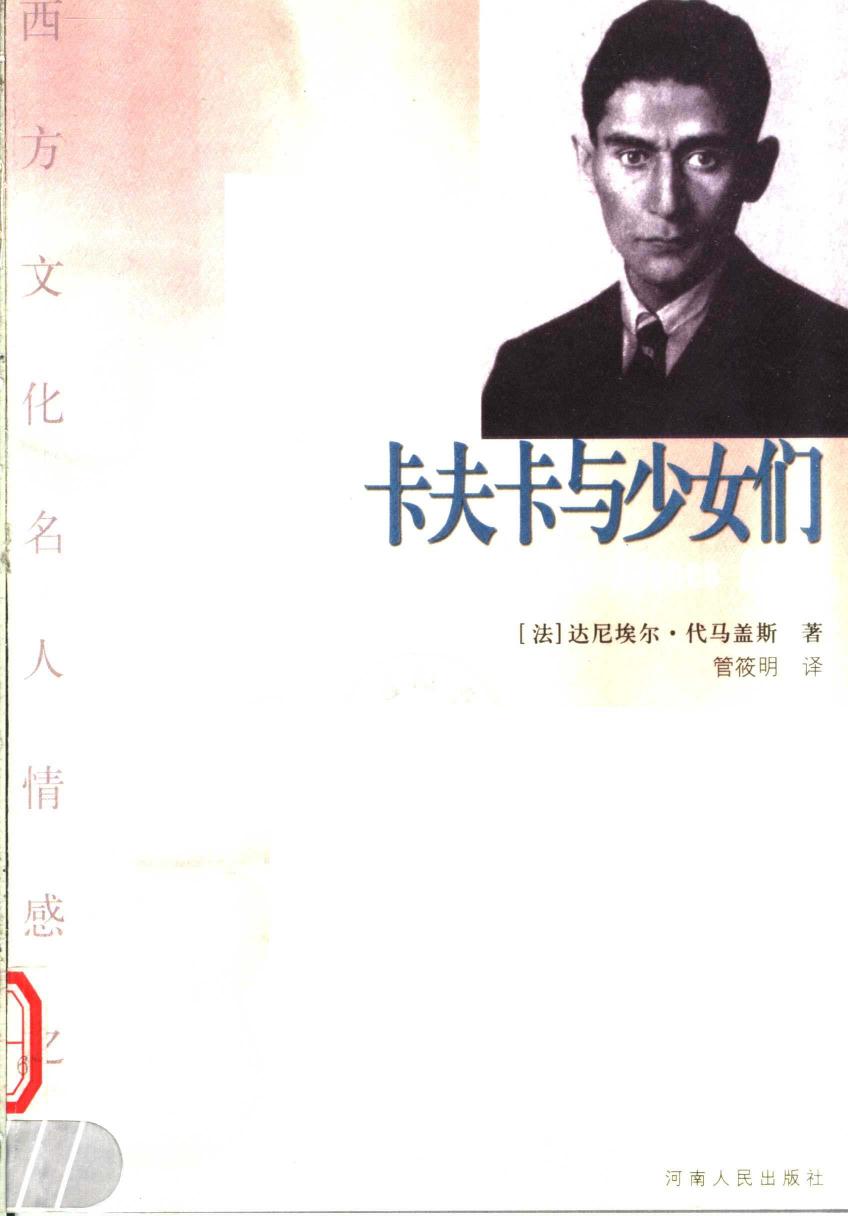 西方文化名人情感
卡夫卡与少女们
[法]达尼埃尔·代马盖斯 著
管筱明 译
6
河南人民出版社